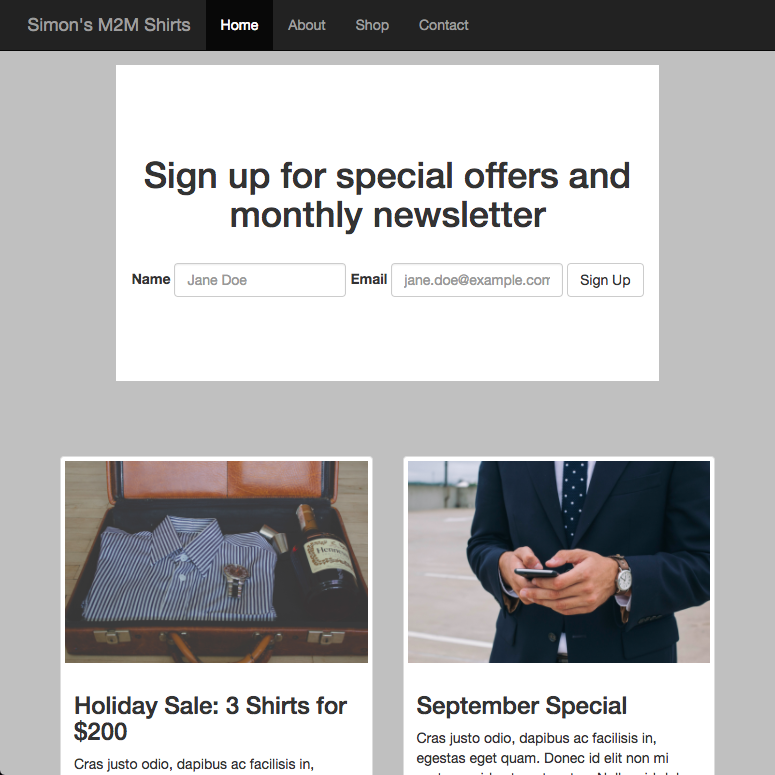 Simon's M2M Shirts Home About Shop Contact
Sign up for special offers and
monthly newsletter
Name Jane Doe Email jane.doe@example.com Sign Up
Hennessy
Holiday Sale: 3 Shirts for
$200
Cras justo odio, dapibus ac facilisis in,
September Special
Cras justo odio, dapibus ac facilisis in,
egestas eget quam. Donec id elit non mi